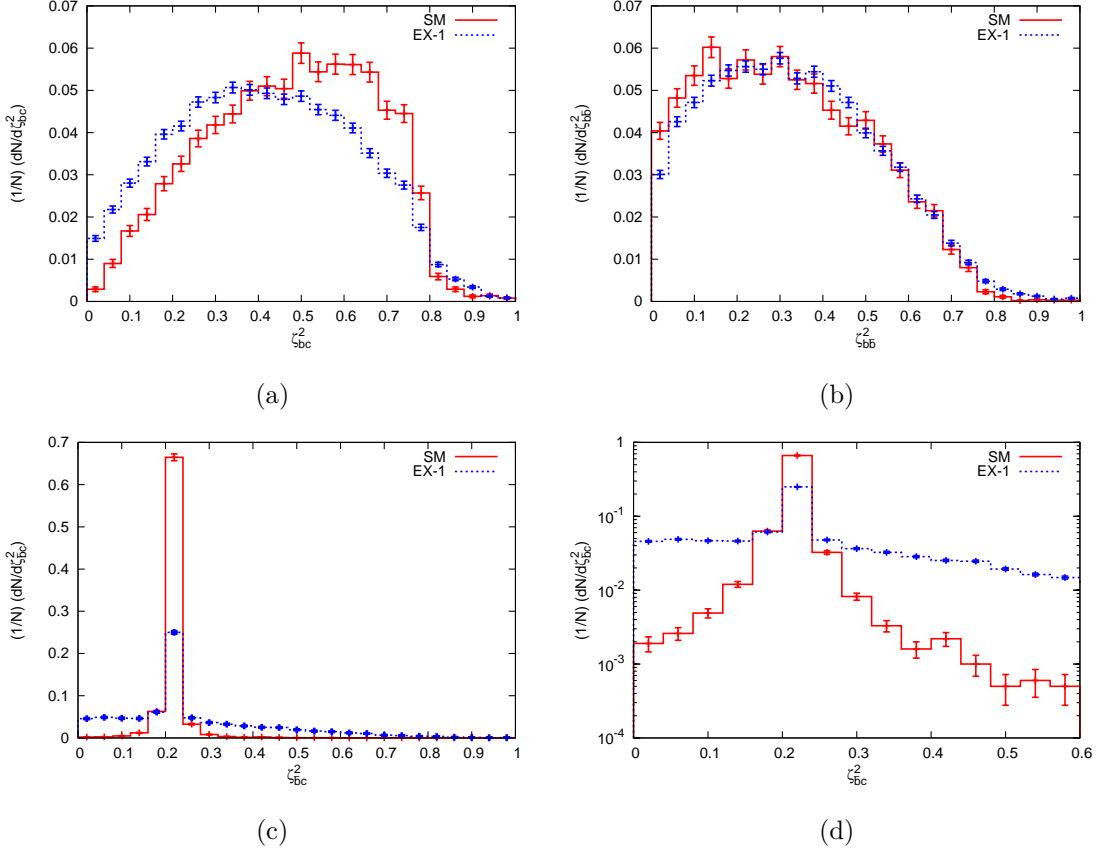 (1/N) (dN/dζ²bc)
0.07
0.06
0.05
0.04
0.03
0.02
0.01
0
SM
EX-1
0 0.1 0.2 0.3 0.4 0.5 0.6 0.7 0.8 0.9 1
ζ²bc
(a)
(1/N) (dN/dζ²bb̄)
0.07
0.06
0.05
0.04
0.03
0.02
0.01
0
SM
EX-1
0 0.1 0.2 0.3 0.4 0.5 0.6 0.7 0.8 0.9 1
ζ²bb̄
(b)
(1/N) (dN/dζ²b̄c)
0.7
0.6
0.5
0.4
0.3
0.2
0.1
0
SM
EX-1
0 0.1 0.2 0.3 0.4 0.5 0.6 0.7 0.8 0.9 1
ζ²b̄c
(c)
(1/N) (dN/dζ²b̄c)
1
10⁻¹
10⁻²
10⁻³
10⁻⁴
SM
EX-1
0 0.1 0.2 0.3 0.4 0.5 0.6
ζ²b̄c
(d)